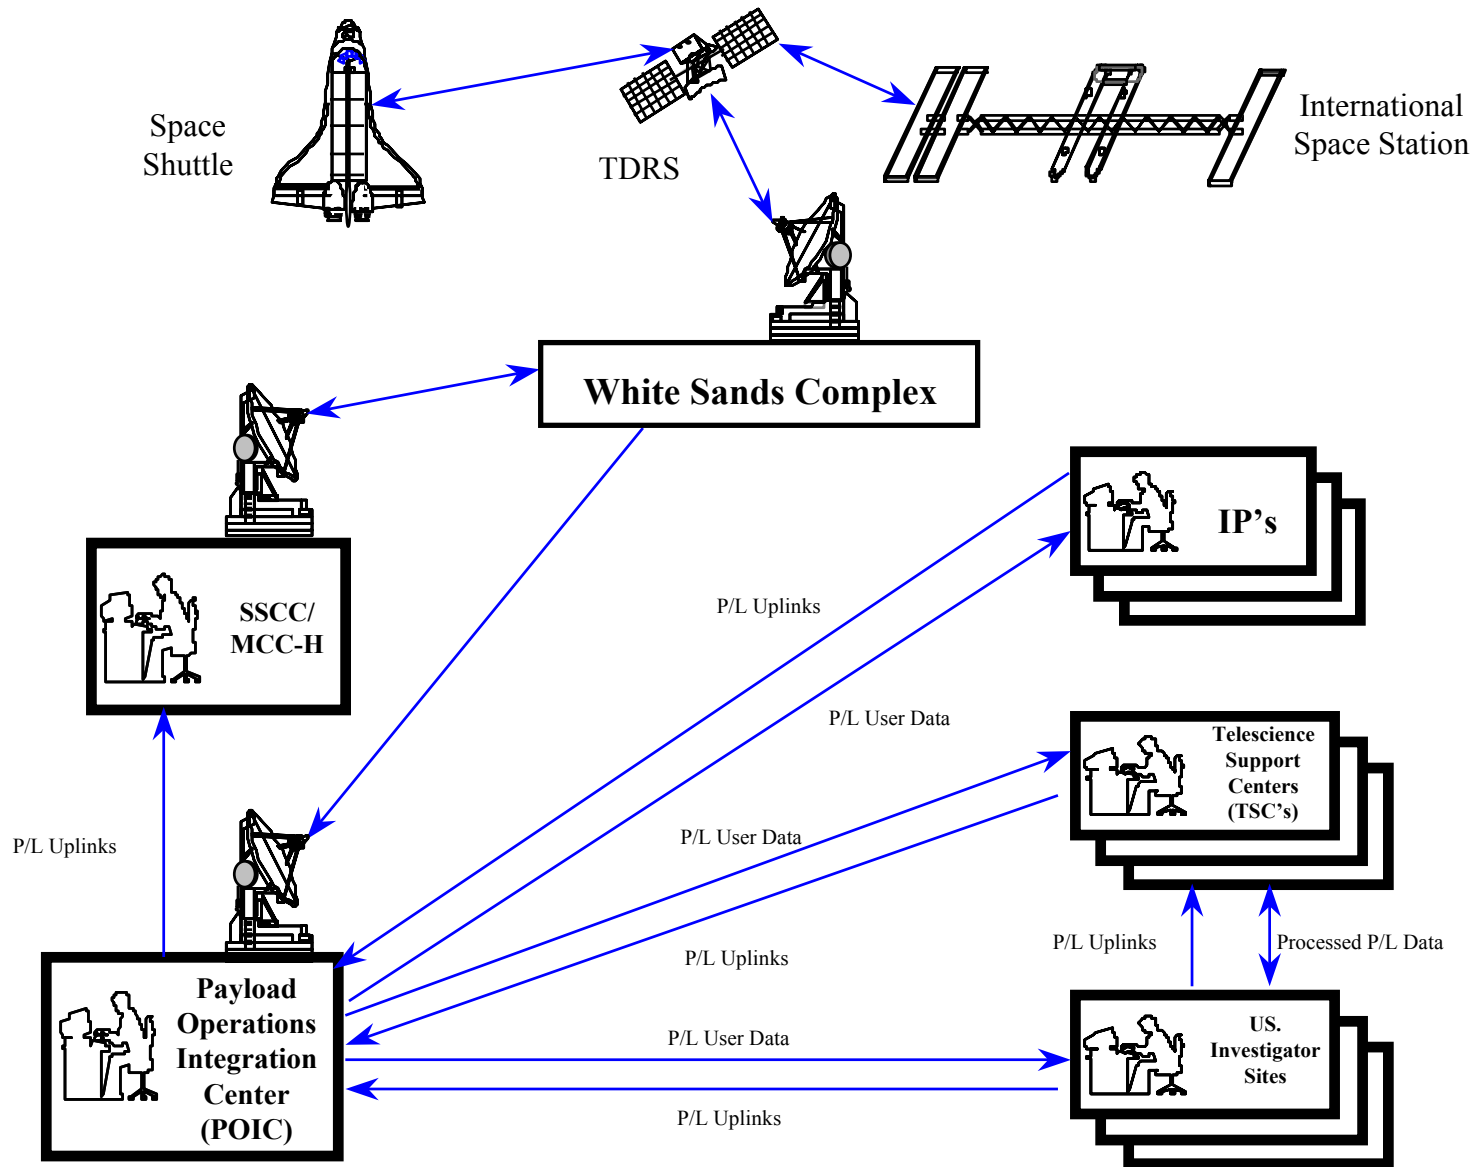 Space
Shuttle
TDRS
International
Space Station
White Sands Complex
IP’s
P/L Uplinks
SSCC/
MCC-H
P/L User Data
Telescience
Support
Centers
(TSC’s)
P/L Uplinks
P/L User Data
P/L Uplinks
P/L Uplinks
Processed P/L Data
Payload
Operations
Integration
Center
(POIC)
P/L User Data
US.
Investigator
Sites
P/L Uplinks